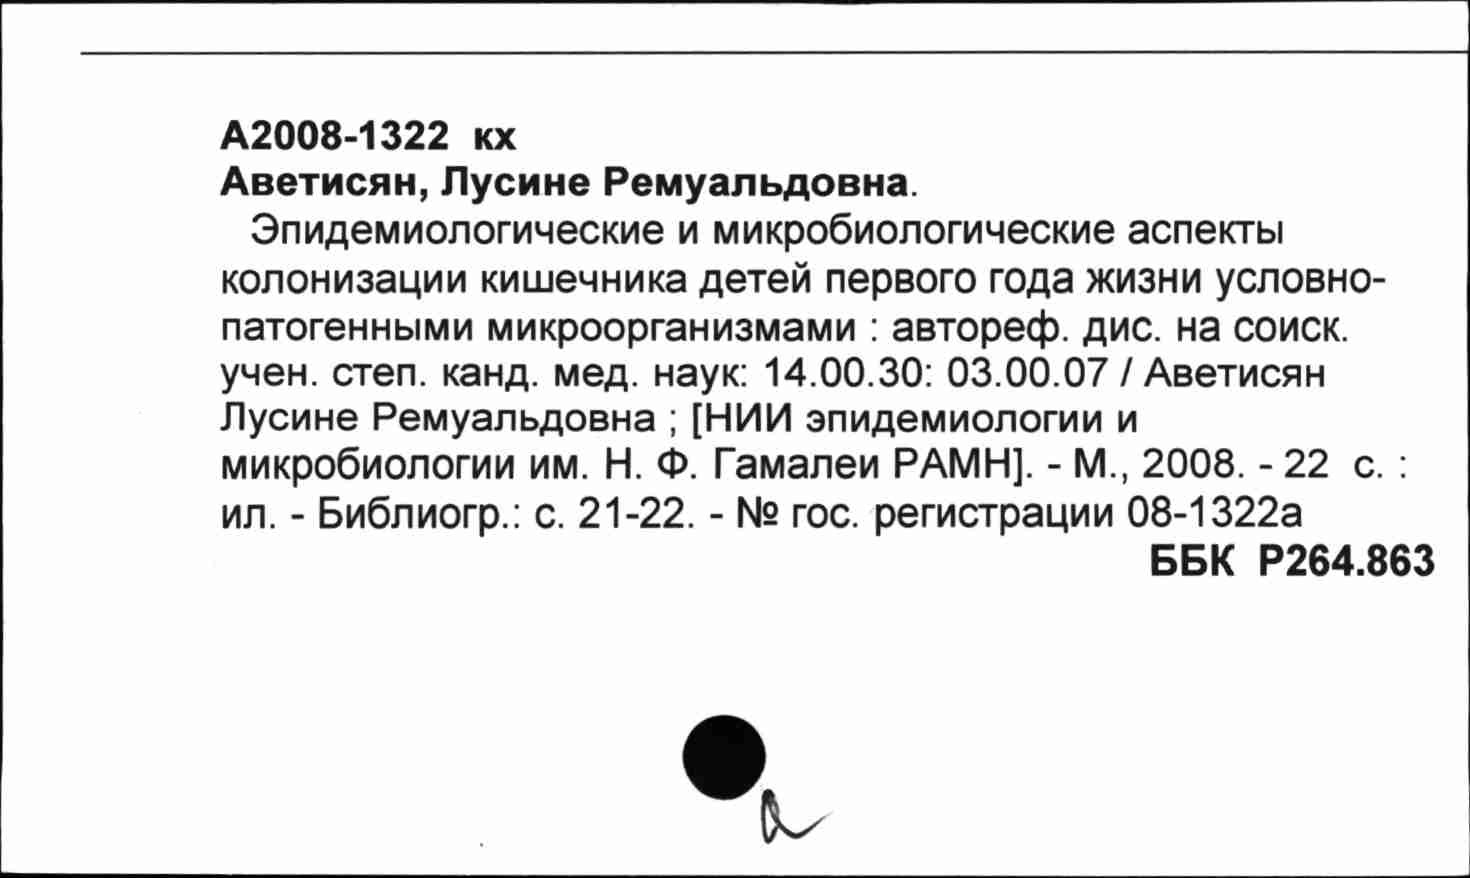 А2008-1322 кх
Аветисян, Лусине Ремуальдовна.
Эпидемиологические и микробиологические аспекты
колонизации кишечника детей первого года жизни условно-
патогенными микроорганизмами : автореф. дис. на соиск.
учен. степ. канд. мед. наук: 14.00.30: 03.00.07 / Аветисян
Лусине Ремуальдовна ; [НИИ эпидемиологии и
микробиологии им. Н. Ф. Гамалеи РАМН]. - М., 2008. - 22 с. :
ил. - Библиогр.: с. 21-22. - № гос. регистрации 08-1322а
ББК Р264.863
а